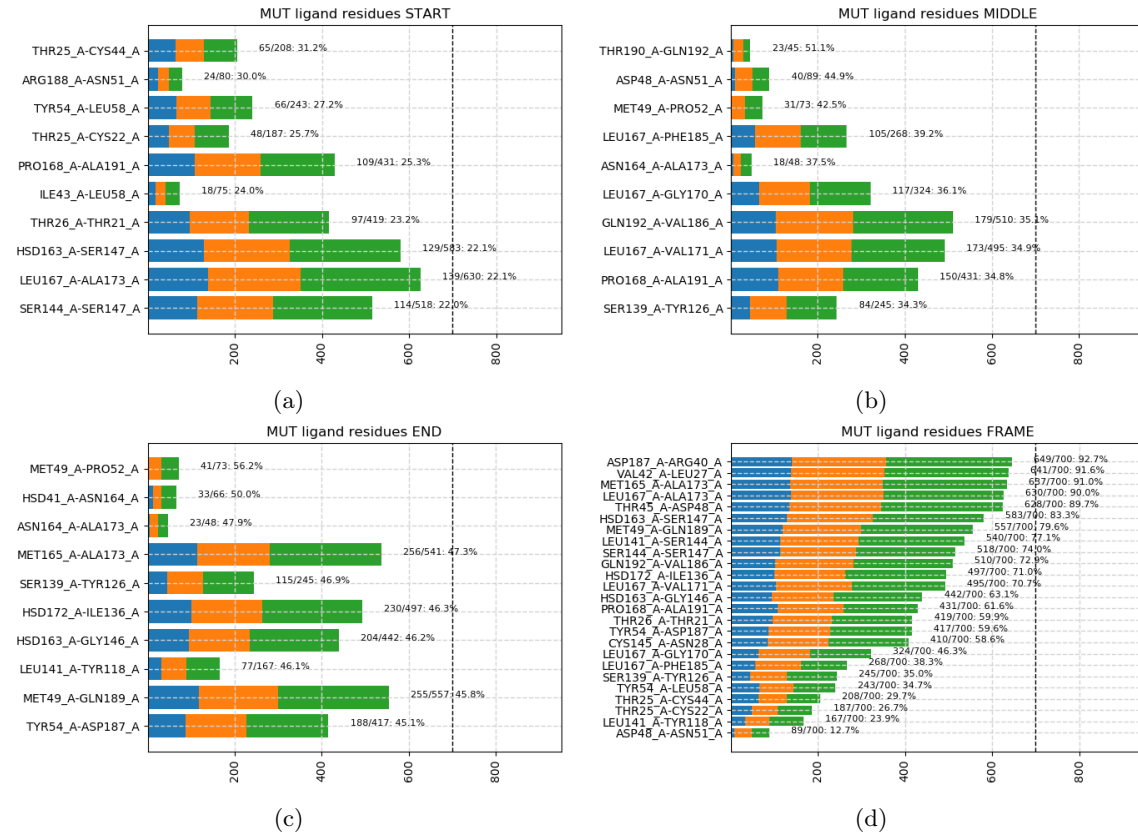 MUT ligand residues START
THR25_A-CYS44_A
65/208: 31.2%
ARG188_A-ASN51_A
24/80: 30.0%
TYR54_A-LEU58_A
66/243: 27.2%
THR25_A-CYS22_A
48/187: 25.7%
PRO168_A-ALA191_A
109/431: 25.3%
ILE43_A-LEU58_A
18/75: 24.0%
THR26_A-THR21_A
97/419: 23.2%
HSD163_A-SER147_A
129/583: 22.1%
LEU167_A-ALA173_A
139/630: 22.1%
SER144_A-SER147_A
114/518: 22.0%
200
400
600
800
(a)
MUT ligand residues MIDDLE
THR190_A-GLN192_A
23/45: 51.1%
ASP48_A-ASN51_A
40/89: 44.9%
MET49_A-PRO52_A
31/73: 42.5%
LEU167_A-PHE185_A
105/268: 39.2%
ASN164_A-ALA173_A
18/48: 37.5%
LEU167_A-GLY170_A
117/324: 36.1%
GLN192_A-VAL186_A
179/510: 35.1%
LEU167_A-VAL171_A
173/495: 34.9%
PRO168_A-ALA191_A
150/431: 34.8%
SER139_A-TYR126_A
84/245: 34.3%
200
400
600
800
(b)
MUT ligand residues END
MET49_A-PRO52_A
41/73: 56.2%
HSD41_A-ASN164_A
33/66: 50.0%
ASN164_A-ALA173_A
23/48: 47.9%
MET165_A-ALA173_A
256/541: 47.3%
SER139_A-TYR126_A
115/245: 46.9%
HSD172_A-ILE136_A
230/497: 46.3%
HSD163_A-GLY146_A
204/442: 46.2%
LEU141_A-TYR118_A
77/167: 46.1%
MET49_A-GLN189_A
255/557: 45.8%
TYR54_A-ASP187_A
188/417: 45.1%
200
400
600
800
(c)
MUT ligand residues FRAME
ASP187_A-ARG40_A
649/700: 92.7%
VAL42_A-LEU27_A
641/700: 91.6%
MET165_A-ALA173_A
637/700: 91.0%
LEU167_A-ALA173_A
630/700: 90.0%
THR45_A-ASP48_A
628/700: 89.7%
HSD163_A-SER147_A
583/700: 83.3%
MET49_A-GLN189_A
557/700: 79.6%
LEU141_A-SER144_A
540/700: 77.1%
SER144_A-SER147_A
518/700: 74.0%
GLN192_A-VAL186_A
510/700: 72.9%
HSD172_A-ILE136_A
497/700: 71.0%
LEU167_A-VAL171_A
495/700: 70.7%
HSD163_A-GLY146_A
442/700: 63.1%
PRO168_A-ALA191_A
431/700: 61.6%
THR26_A-THR21_A
419/700: 59.9%
TYR54_A-ASP187_A
417/700: 59.6%
CYS145_A-ASN28_A
410/700: 58.6%
LEU167_A-GLY170_A
324/700: 46.3%
LEU167_A-PHE185_A
268/700: 38.3%
SER139_A-TYR126_A
245/700: 35.0%
TYR54_A-LEU58_A
243/700: 34.7%
THR25_A-CYS44_A
208/700: 29.7%
THR25_A-CYS22_A
187/700: 26.7%
LEU141_A-TYR118_A
167/700: 23.9%
ASP48_A-ASN51_A
89/700: 12.7%
200
400
600
800
(d)